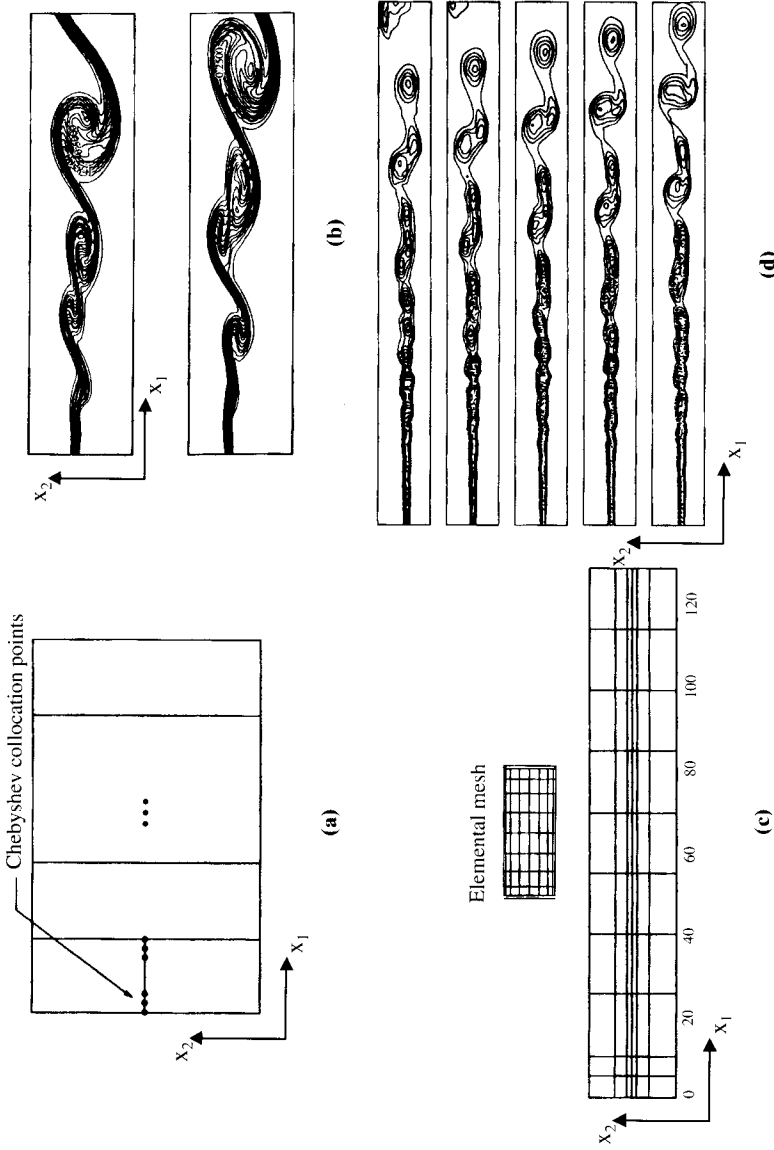 Chebyshev collocation points
x₂
x₁
(a)
x₂
x₁
(b)
Elemental mesh
x₂
0 20 40 60 80 100 120
x₁
(c)
x₂
x₁
(d)